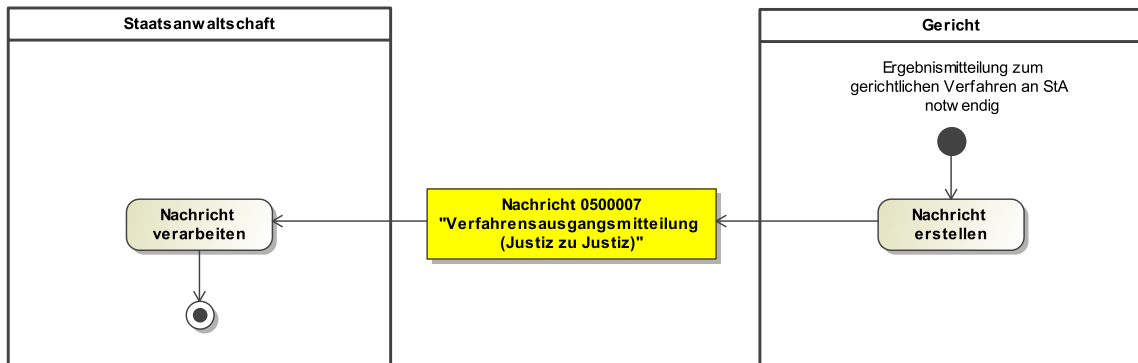 Staatsanwaltschaft
Gericht
Ergebnismitteilung zum
gerichtlichen Verfahren an StA
notwendig
Nachricht
verarbeiten
Nachricht 0500007
"Verfahrensausgangsmitteilung
(Justiz zu Justiz)"
Nachricht
erstellen